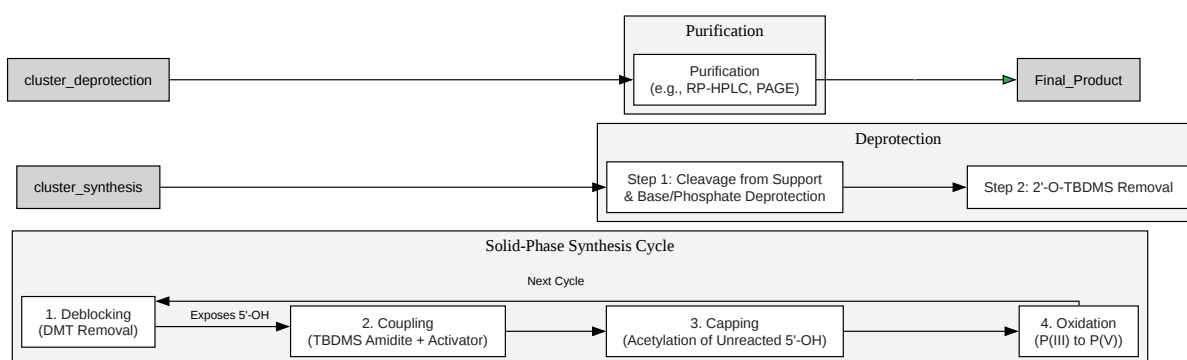 Purification
cluster_deprotection
Purification
(e.g., RP-HPLC, PAGE)
Final_Product
Deprotection
cluster_synthesis
Step 1: Cleavage from Support
& Base/Phosphate Deprotection
Step 2: 2'-O-TBDMS Removal
Solid-Phase Synthesis Cycle
Next Cycle
1. Deblocking
(DMT Removal)
Exposes 5'-OH
2. Coupling
(TBDMS Amidite + Activator)
3. Capping
(Acetylation of Unreacted 5'-OH)
4. Oxidation
(P(III) to P(V))